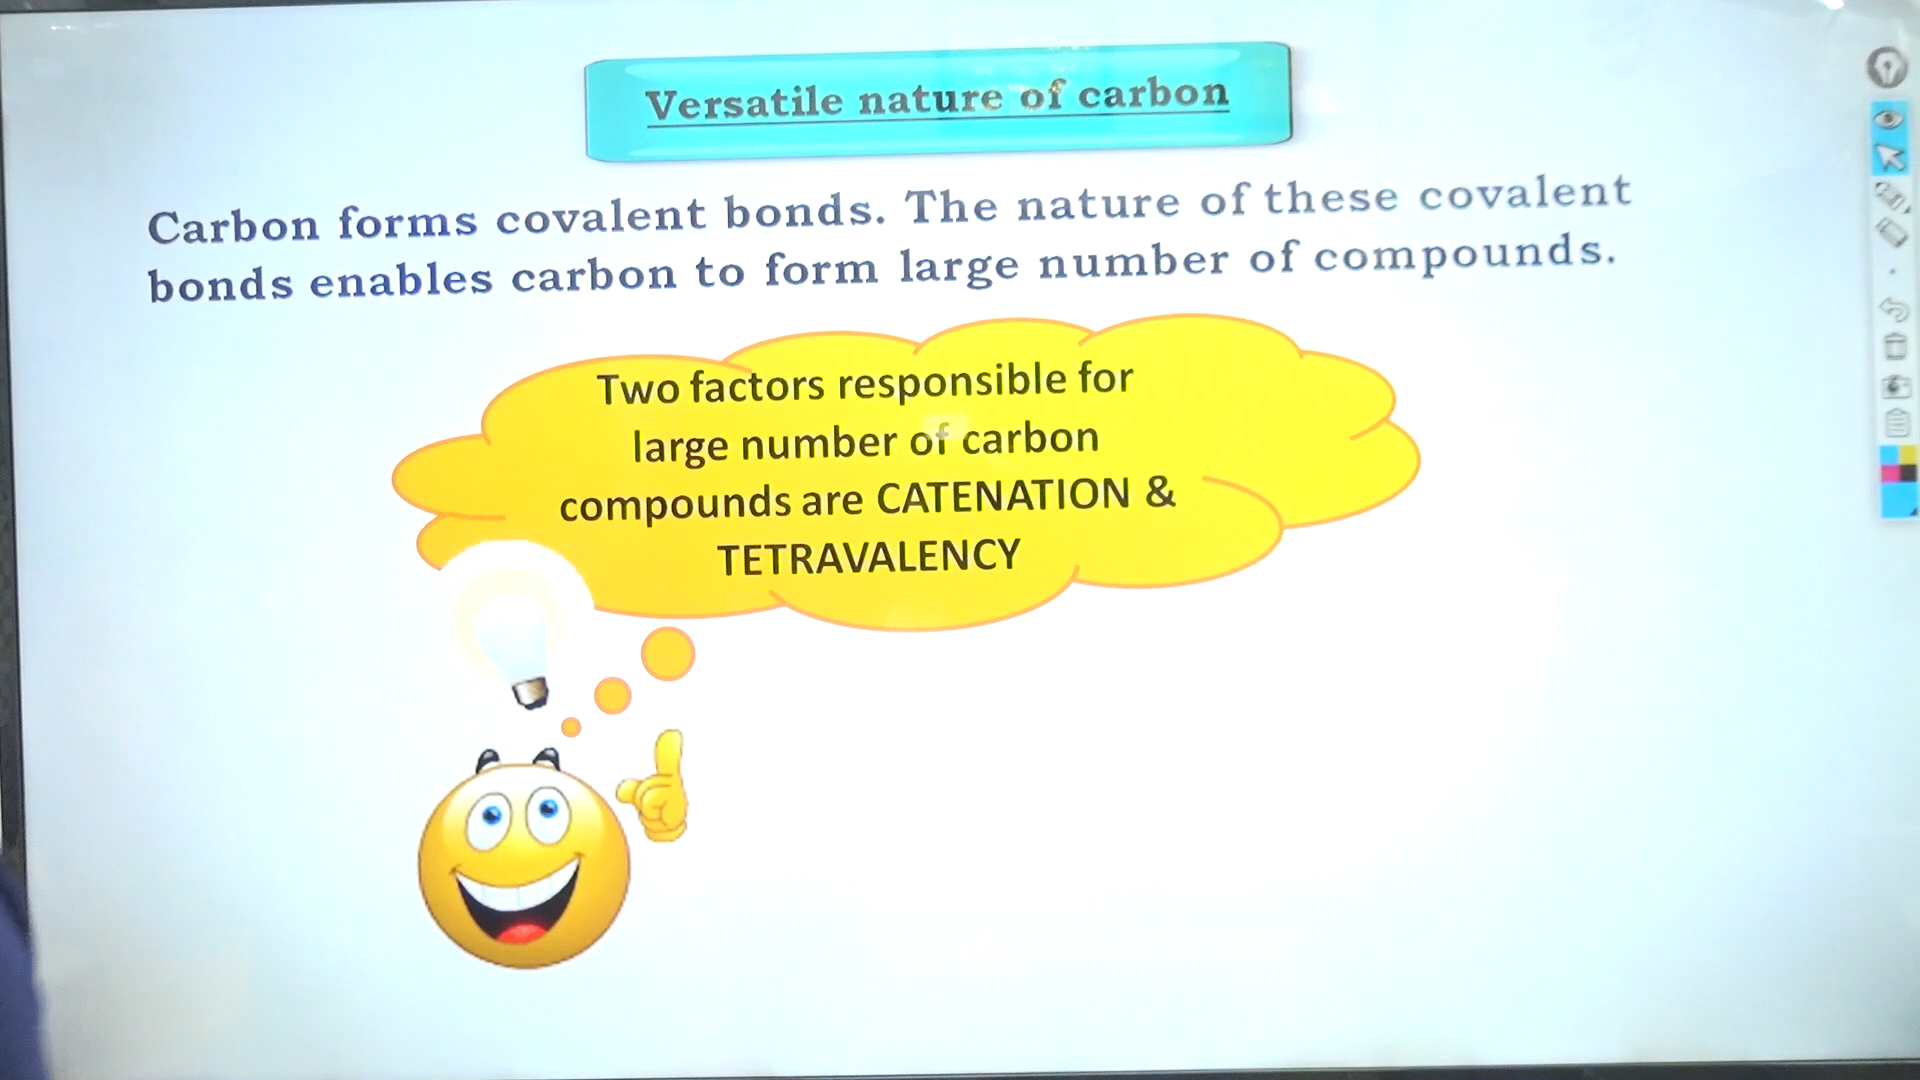 Versatile nature of carbon
Carbon forms covalent bonds. The nature of these covalent
bonds enables carbon to form large number of compounds.
Two factors responsible for
large number of carbon
compounds are CATENATION &
TETRAVALENCY